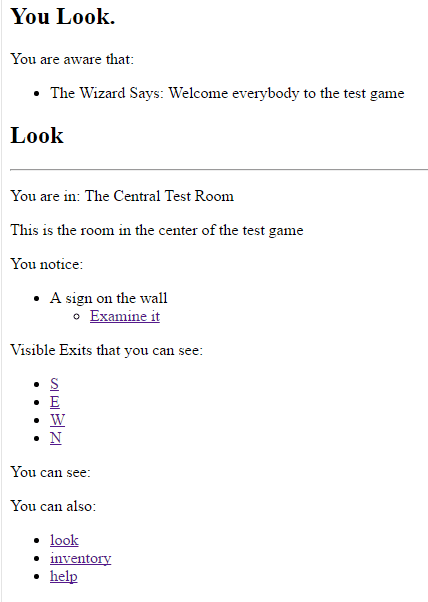 You Look.
You are aware that:
The Wizard Says: Welcome everybody to the test game
Look
You are in: The Central Test Room
This is the room in the center of the test game
You notice:
A sign on the wall
Examine it
Visible Exits that you can see:
S
E
W
N
You can see:
You can also:
look
inventory
help